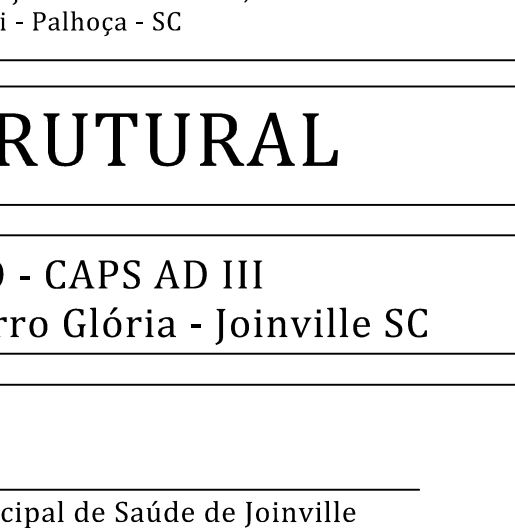 i - Palhoça - SC
RUTURAL
- CAPS AD III
rro Glória - Joinville SC
cipal de Saúde de Joinville